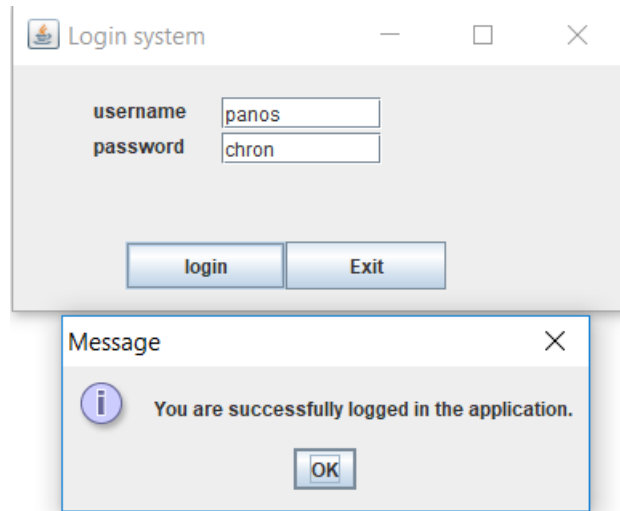 Login system
username panos
password chron
login Exit
Message
You are successfully logged in the application.
OK